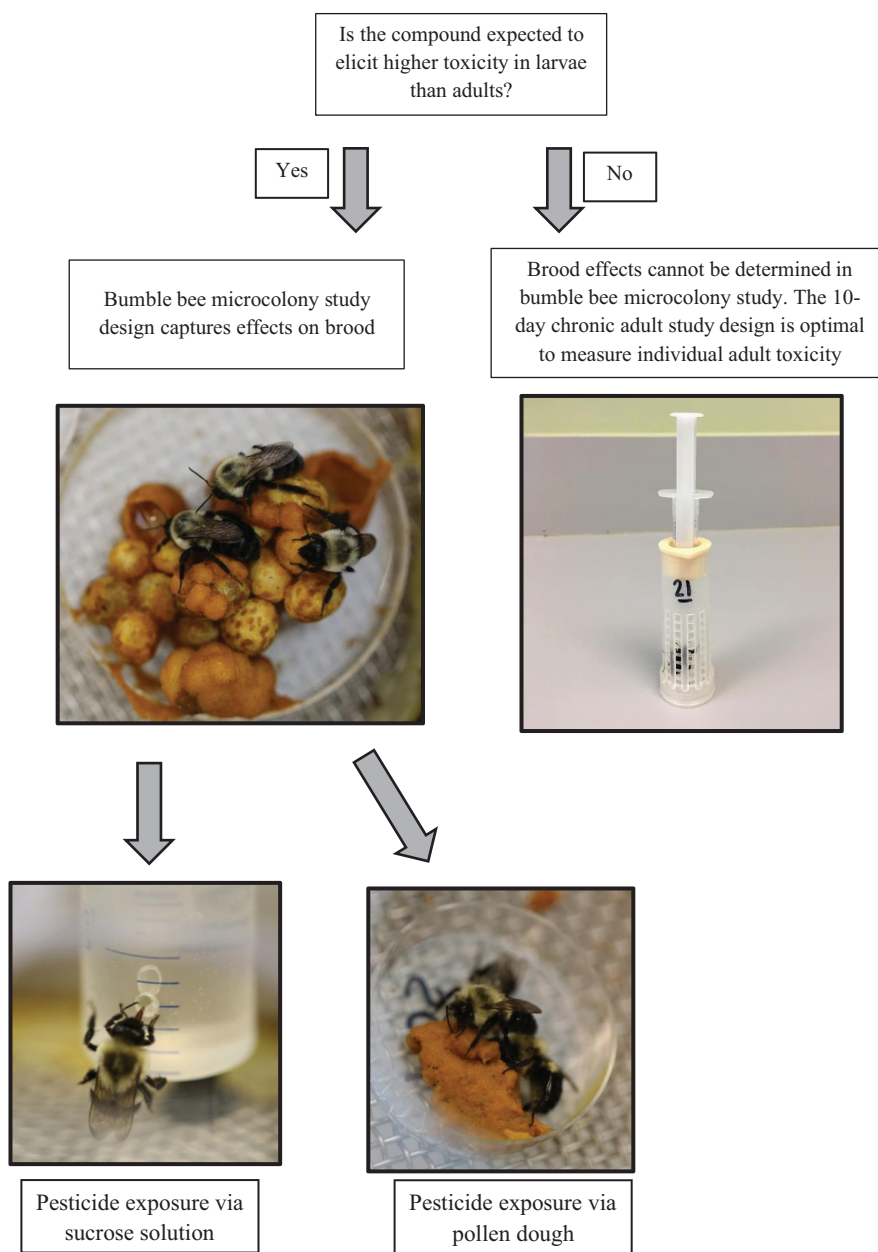 Is the compound expected to
elicit higher toxicity in larvae
than adults?
Yes
No
Bumble bee microcolony study
design captures effects on brood
Brood effects cannot be determined in
bumble bee microcolony study. The 10-
day chronic adult study design is optimal
to measure individual adult toxicity
21
Pesticide exposure via
sucrose solution
Pesticide exposure via
pollen dough